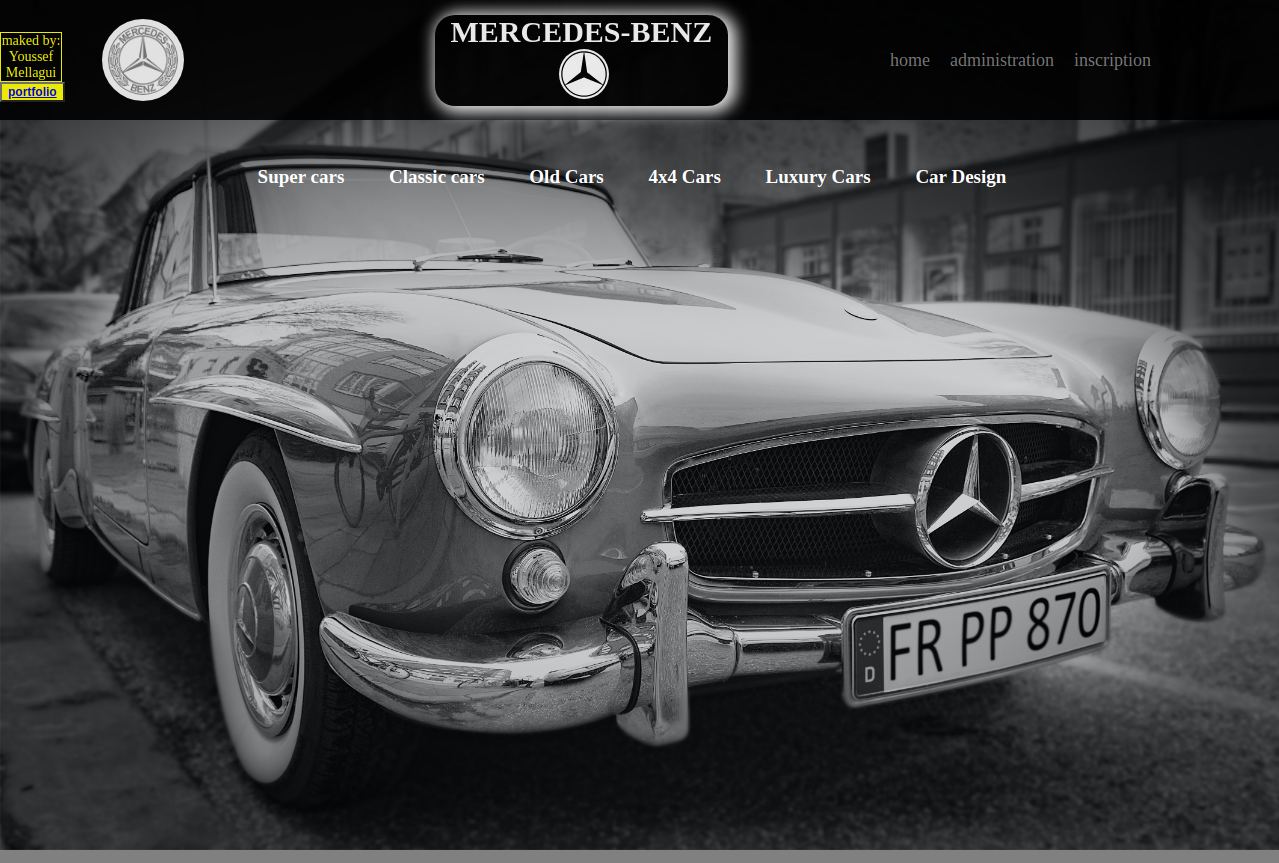 maked by:
Youssef
Mellagui
portfolio
MERCEDES
BENZ
MERCEDES-BENZ
home administration inscription
Super cars Classic cars Old Cars 4x4 Cars Luxury Cars Car Design
D FR PP 870